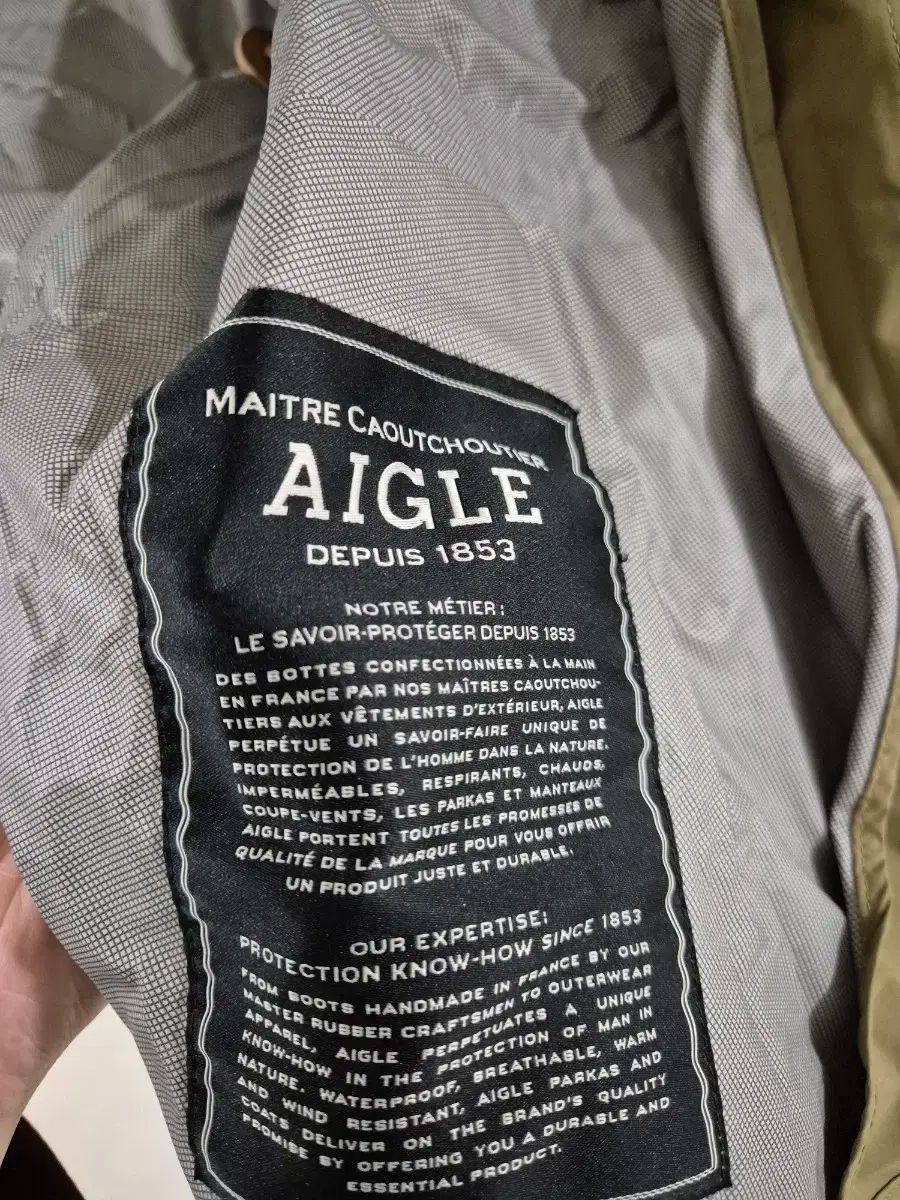 MAITRE CAOUTCHOUTIER
AIGLE
DEPUIS 1853
NOTRE MÉTIER:
LE SAVOIR-PROTÉGER DEPUIS 1853
DES BOTTES CONFECTIONNÉES À LA MAIN
EN FRANCE PAR NOS MAÎTRES CAOUTCHOU-
TIERS AUX VÊTEMENTS D'EXTÉRIEUR, AIGLE
PERPÉTUE UN SAVOIR-FAIRE UNIQUE DE
PROTECTION DE L'HOMME DANS LA NATURE.
IMPERMÉABLES, RESPIRANTS, CHAUDS,
COUPE-VENTS, LES PARKAS ET MANTEAUX
AIGLE PORTENT TOUTES LES PROMESSES DE
QUALITÉ DE LA MARQUE POUR VOUS OFFRIR
UN PRODUIT JUSTE ET DURABLE.
OUR EXPERTISE:
PROTECTION KNOW-HOW SINCE 1853
FROM BOOTS HANDMADE IN FRANCE BY OUR
MASTER RUBBER CRAFTSMEN TO OUTERWEAR
APPAREL, AIGLE PERPETUATES A UNIQUE
KNOW-HOW IN THE PROTECTION OF MAN IN
NATURE. WATERPROOF, BREATHABLE, WARM
AND WIND RESISTANT, AIGLE PARKAS AND
COATS DELIVER ON THE BRAND'S QUALITY
PROMISE BY OFFERING YOU A DURABLE AND
ESSENTIAL PRODUCT.